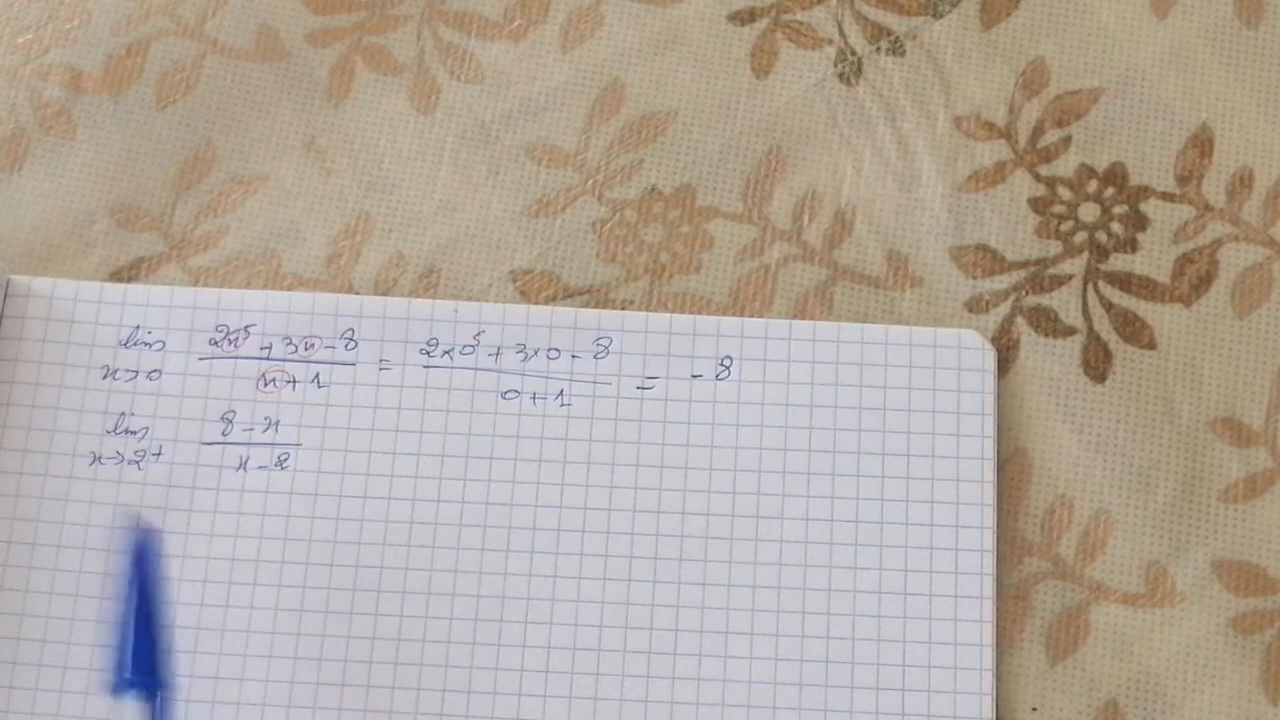 lim x→0 (2x⁵ + 3x - 8)/(x + 1) = (2×0⁵ + 3×0 - 8)/(0 + 1) = -8
lim x→2⁺ (8 - x)/(x - 2)